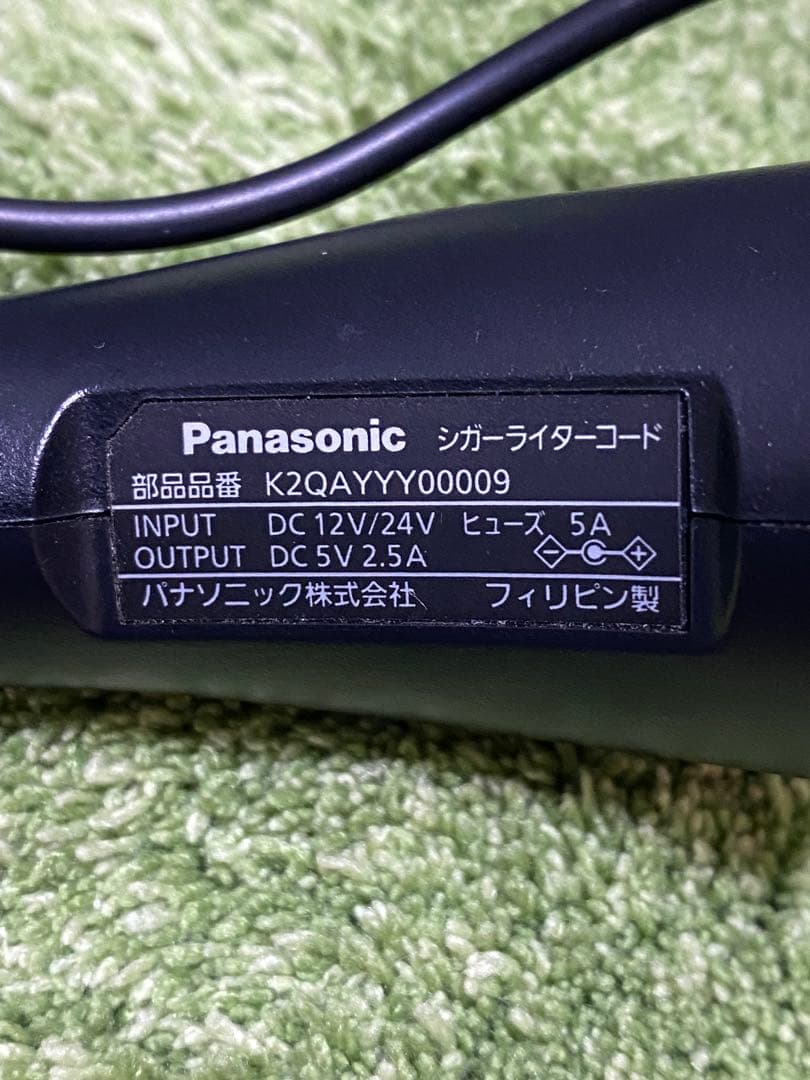 Panasonic シガーライターコード
部品品番 K2QAYYY00009
INPUT DC 12V/24V ヒューズ 5A
OUTPUT DC 5V 2.5A
パナソニック株式会社 フィリピン製